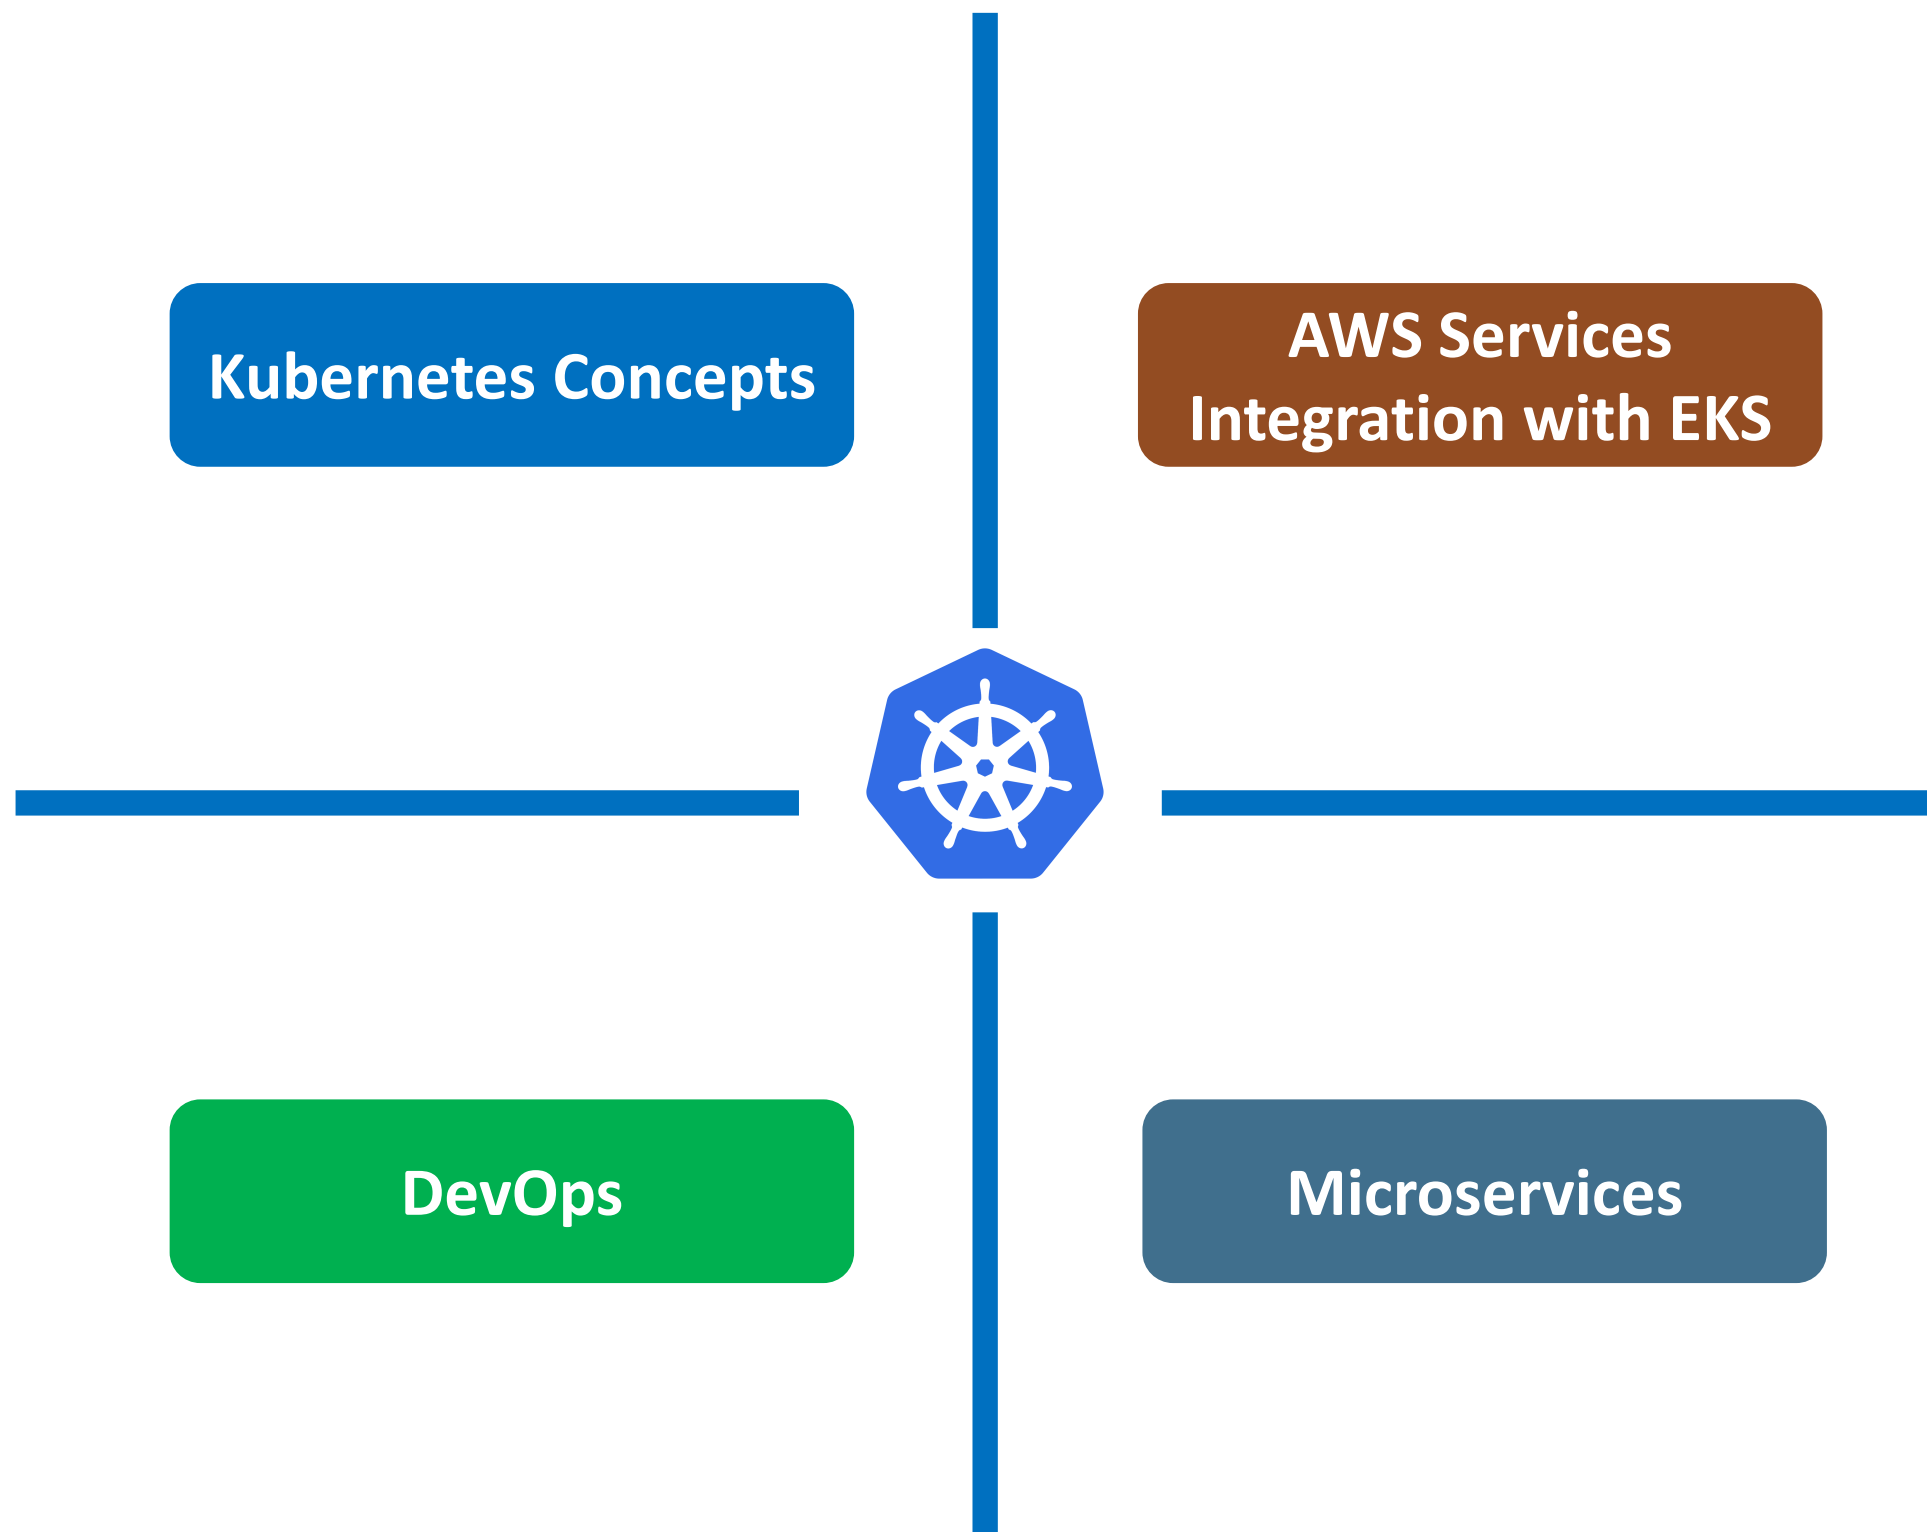 Kubernetes Concepts
AWS Services
Integration with EKS
DevOps
Microservices